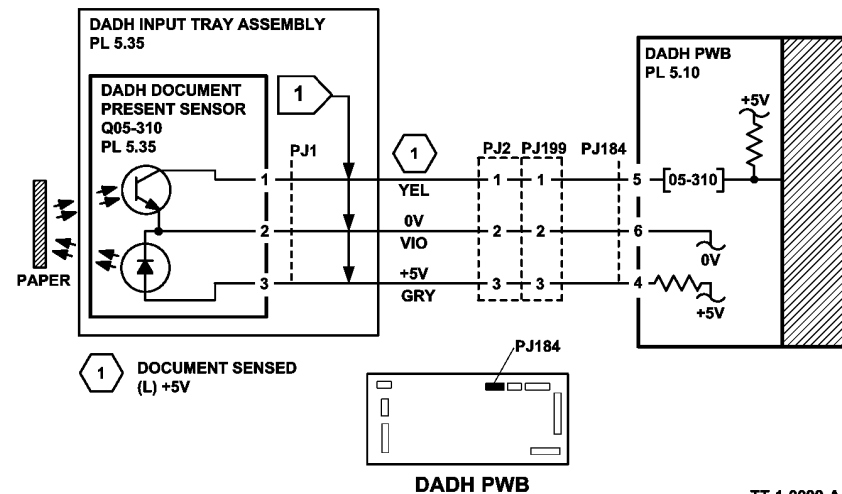 DADH INPUT TRAY ASSEMBLY
PL 5.35
DADH DOCUMENT
PRESENT SENSOR
Q05-310
PL 5.35
1
PJ1
1
PJ2 PJ199 PJ184
DADH PWB
PL 5.10
+5V
1
YEL
1 1
5 [05-310]
2
0V
VIO
2 2
6
0V
3
+5V
GRY
3 3
4
+5V
PAPER
1 DOCUMENT SENSED
(L) +5V
PJ184
DADH PWB